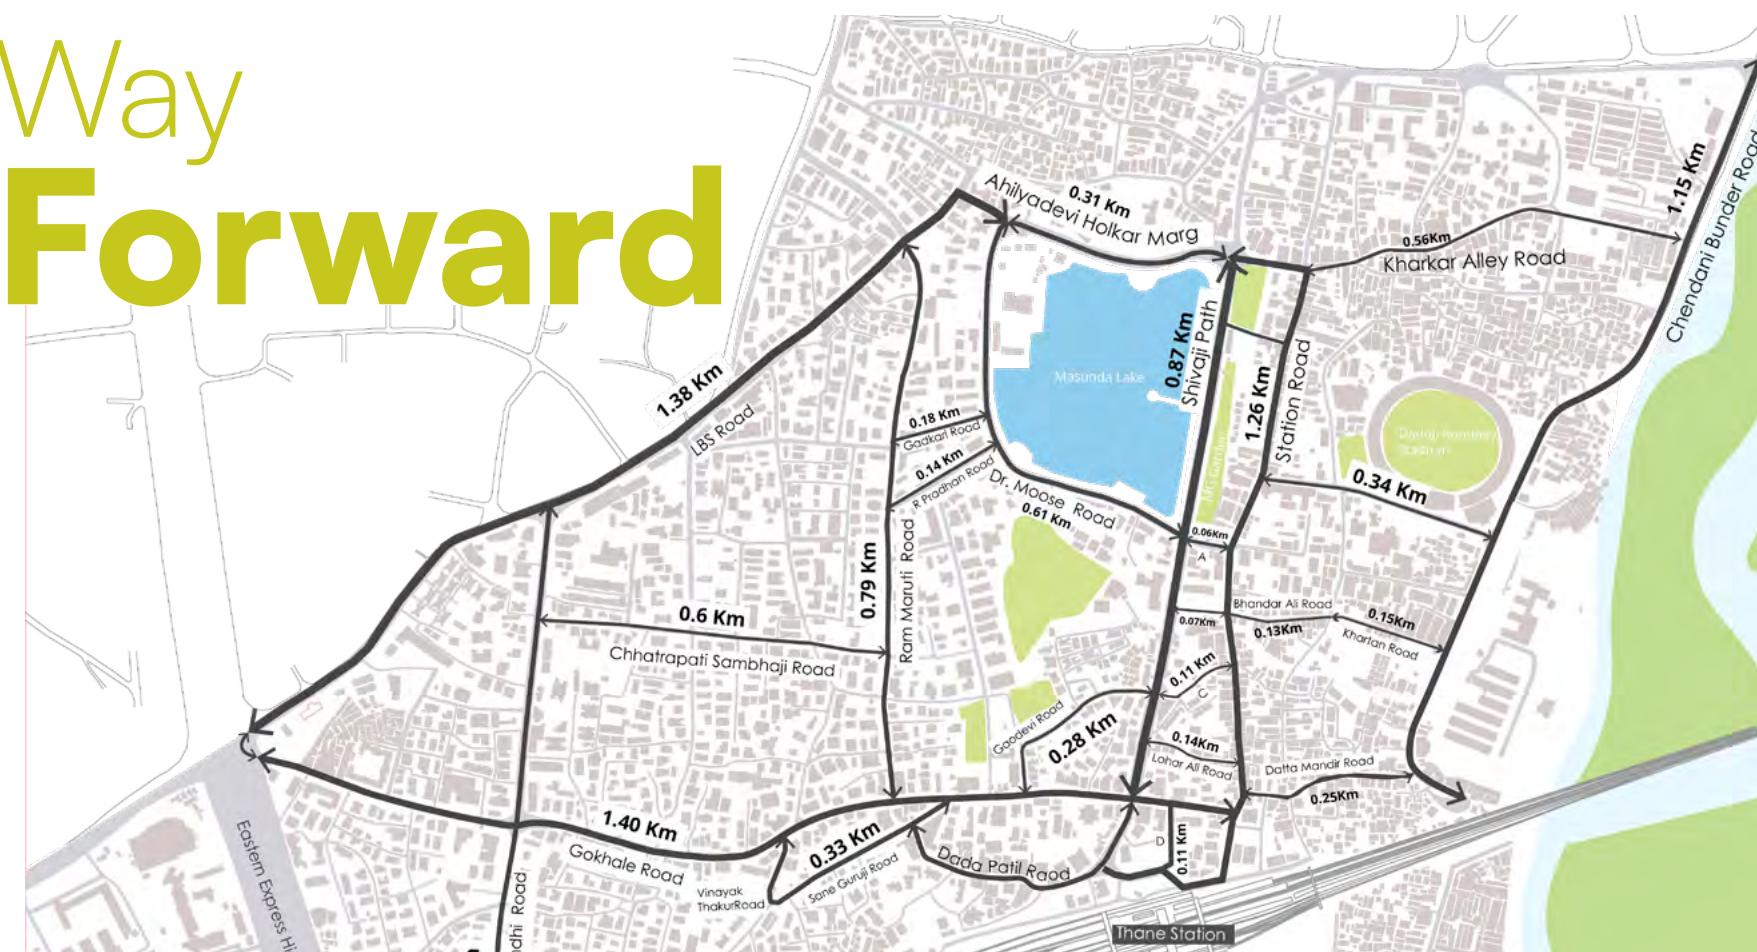 Way
Forward
Ahilyadevi Holkar Marg
0.31 Km
1.15 Km
Chendani Bunder Road
0.56Km
Kharkar Alley Road
Masunda Lake
0.87 Km
Shivaji Path
1.26 Km
Station Road
1.38 Km
LBS Road
0.18 Km
Gadkari Road
0.14 Km
R Pradhan Road
Dr. Moose Road
0.61 Km
0.34 Km
0.06Km
A
0.79 Km
Ram Maruti Road
0.6 Km
Chhatrapati Sambhaji Road
Bhandar Ali Road
0.07Km
0.13Km
0.15Km
Khartan Road
0.11 Km
C
Gaodevi Road
0.28 Km
0.14Km
Lohar Ali Road
Datta Mandir Road
0.25Km
1.40 Km
Gokhale Road
0.33 Km
Sane Guruji Road
Vinayak
ThakurRoad
Dada Patil Raod
D
0.11 Km
Eastern Express Hi
ndhi Road
Thane Station